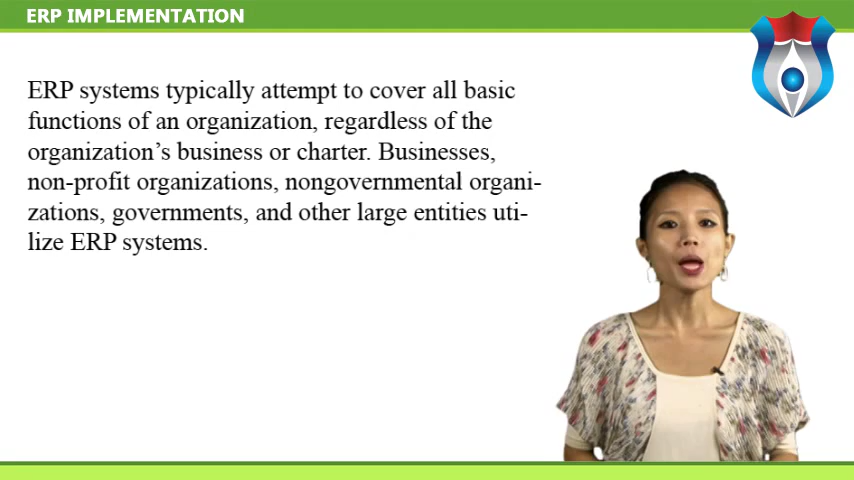 ERP IMPLEMENTATION
ERP systems typically attempt to cover all basic
functions of an organization, regardless of the
organization’s business or charter. Businesses,
non-profit organizations, nongovernmental organi-
zations, governments, and other large entities uti-
lize ERP systems.